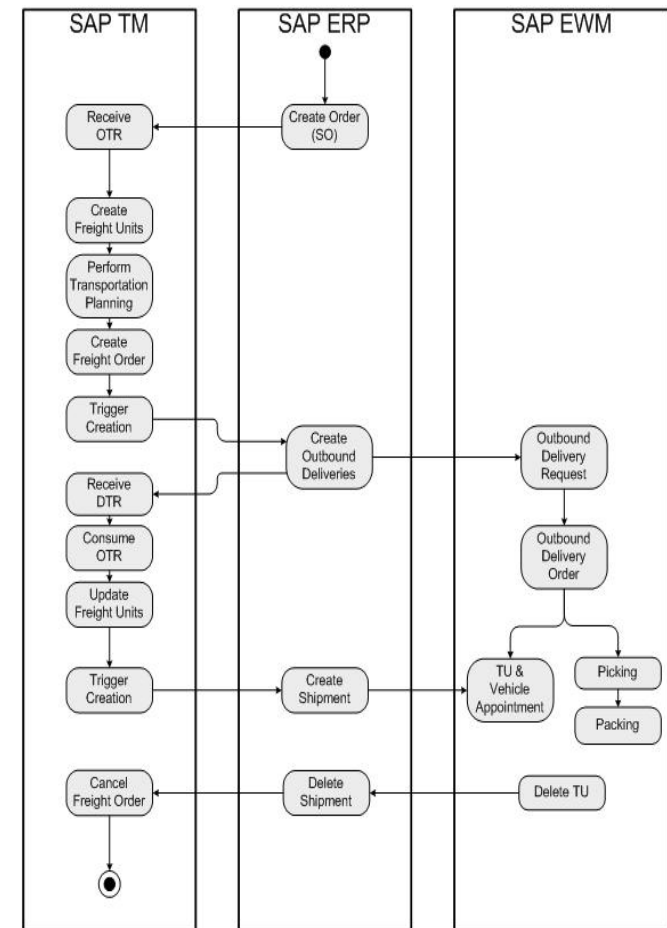 SAP TM
SAP ERP
SAP EWM
Receive
OTR
Create Order
(SO)
Create
Freight Units
Perform
Transportation
Planning
Create
Freight Order
Trigger
Creation
Create
Outbound
Deliveries
Outbound
Delivery
Request
Receive
DTR
Consume
OTR
Outbound
Delivery
Order
Update
Freight Units
Trigger
Creation
Create
Shipment
TU &
Vehicle
Appointment
Picking
Packing
Cancel
Freight Order
Delete
Shipment
Delete TU